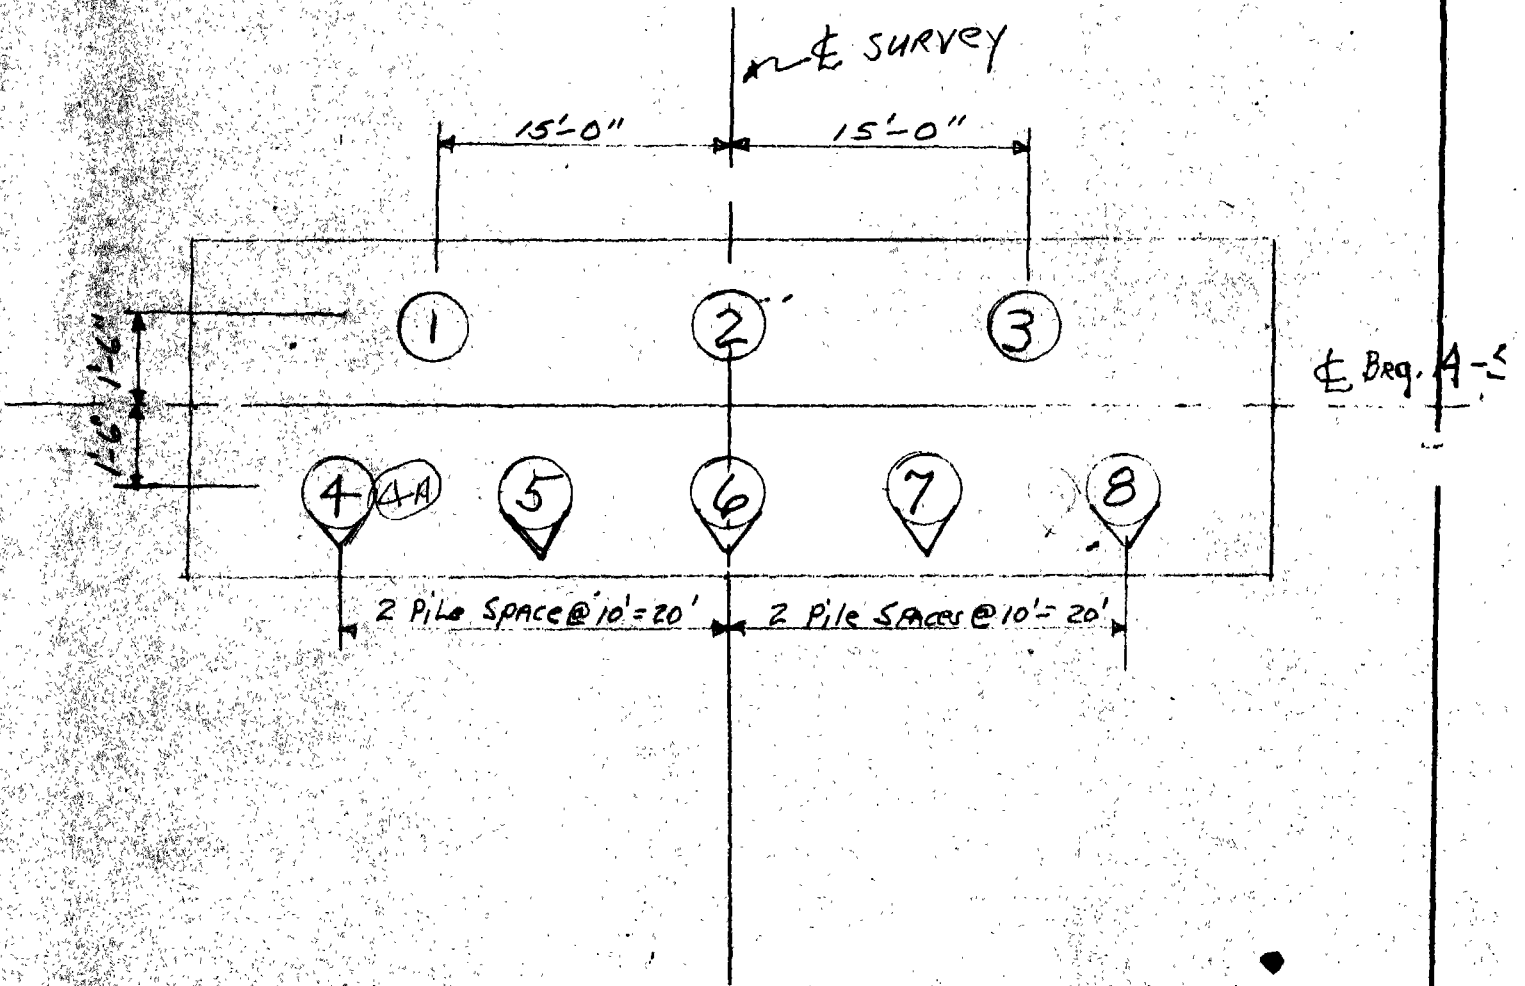 ℄ SURVEY
15'-0" 15'-0"
1 2 3
1'-6"
℄ Brg. A-S
1'-6"
4 4A 5 6 7 8
2 Pile Space @ 10' = 20' 2 Pile Spaces @ 10' = 20'